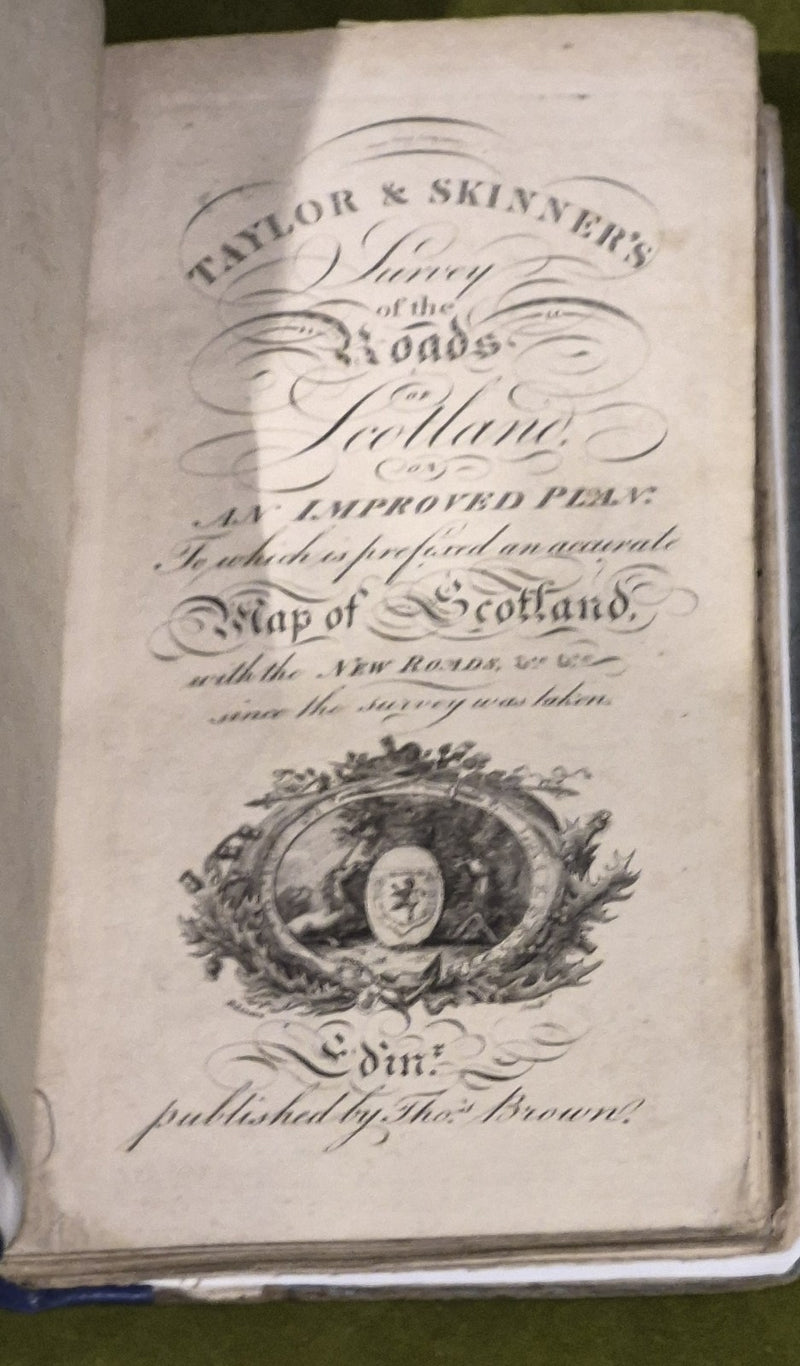 TAYLOR & SKINNER'S
Survey
of the
Roads
OF
Scotland,
ON
AN IMPROVED PLAN:
To which is prefixed an accurate
Map of Scotland,
with the NEW ROADS, &c. &c.
since the survey was taken.
Edinr.
published by Thos. Brown.